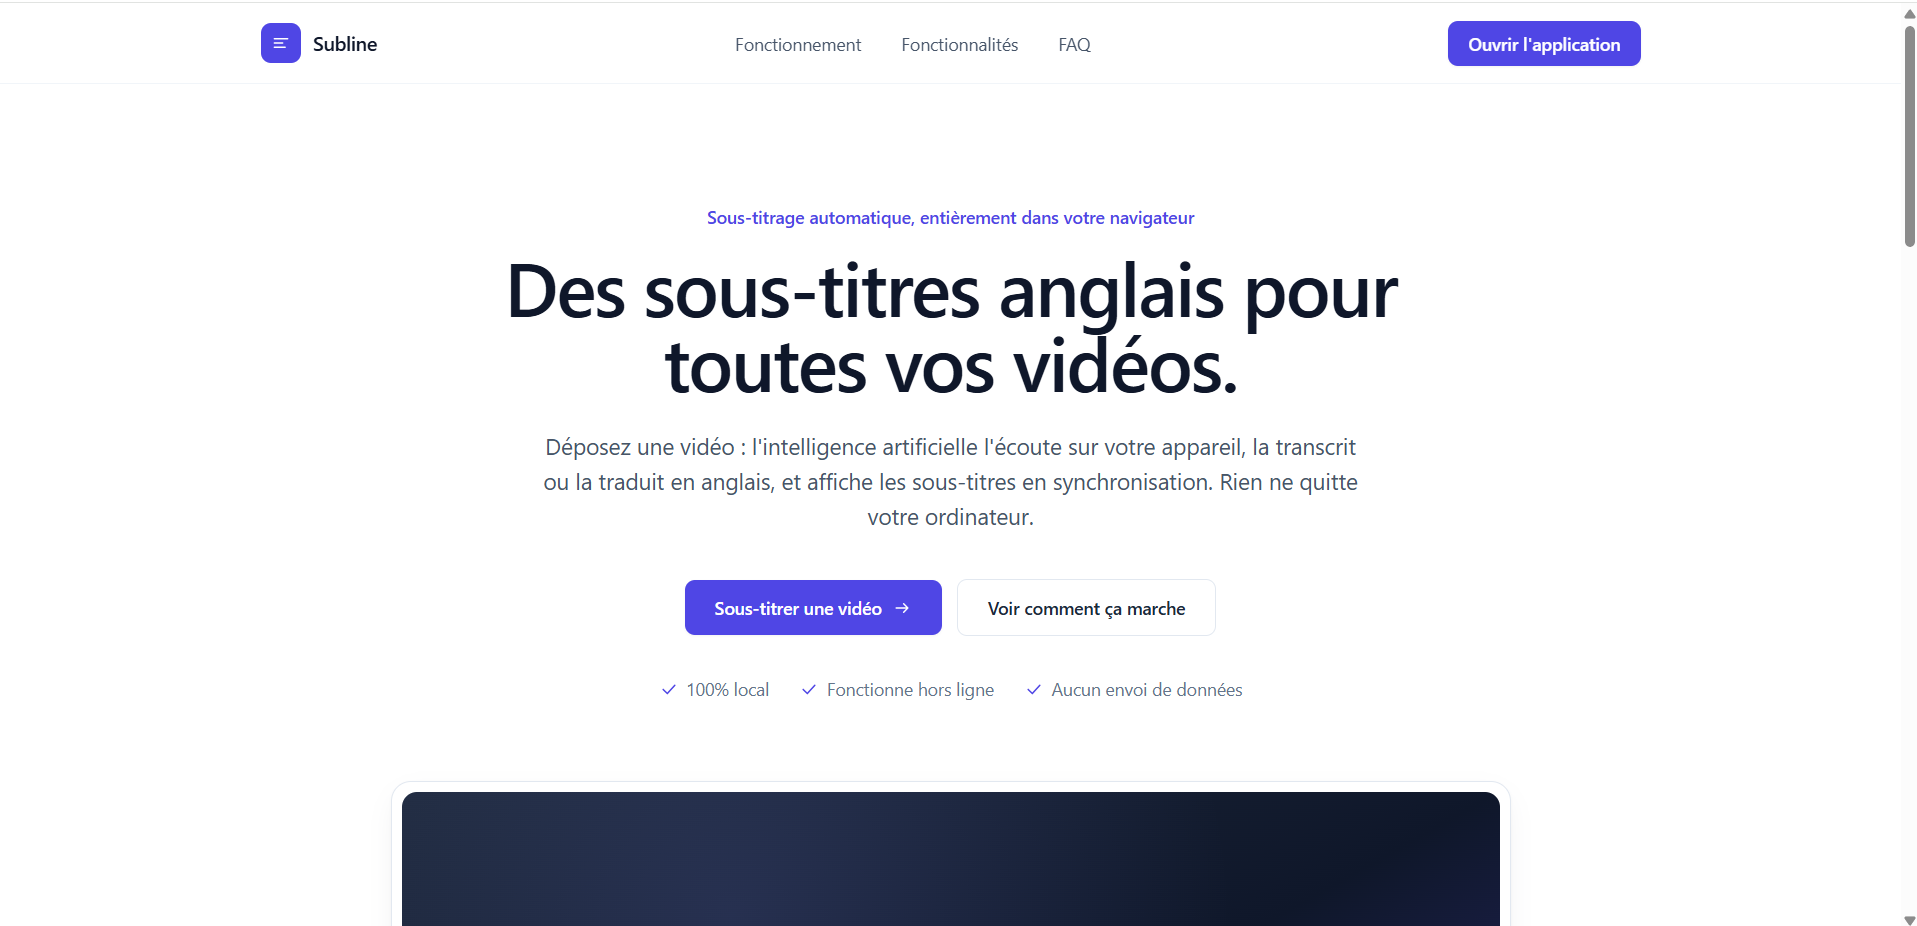 Subline
Fonctionnement
Fonctionnalités
FAQ
Ouvrir l'application
Sous-titrage automatique, entièrement dans votre navigateur
Des sous-titres anglais pour
toutes vos vidéos.
Déposez une vidéo : l'intelligence artificielle l'écoute sur votre appareil, la transcrit
ou la traduit en anglais, et affiche les sous-titres en synchronisation. Rien ne quitte
votre ordinateur.
Sous-titrer une vidéo →
Voir comment ça marche
100% local
Fonctionne hors ligne
Aucun envoi de données